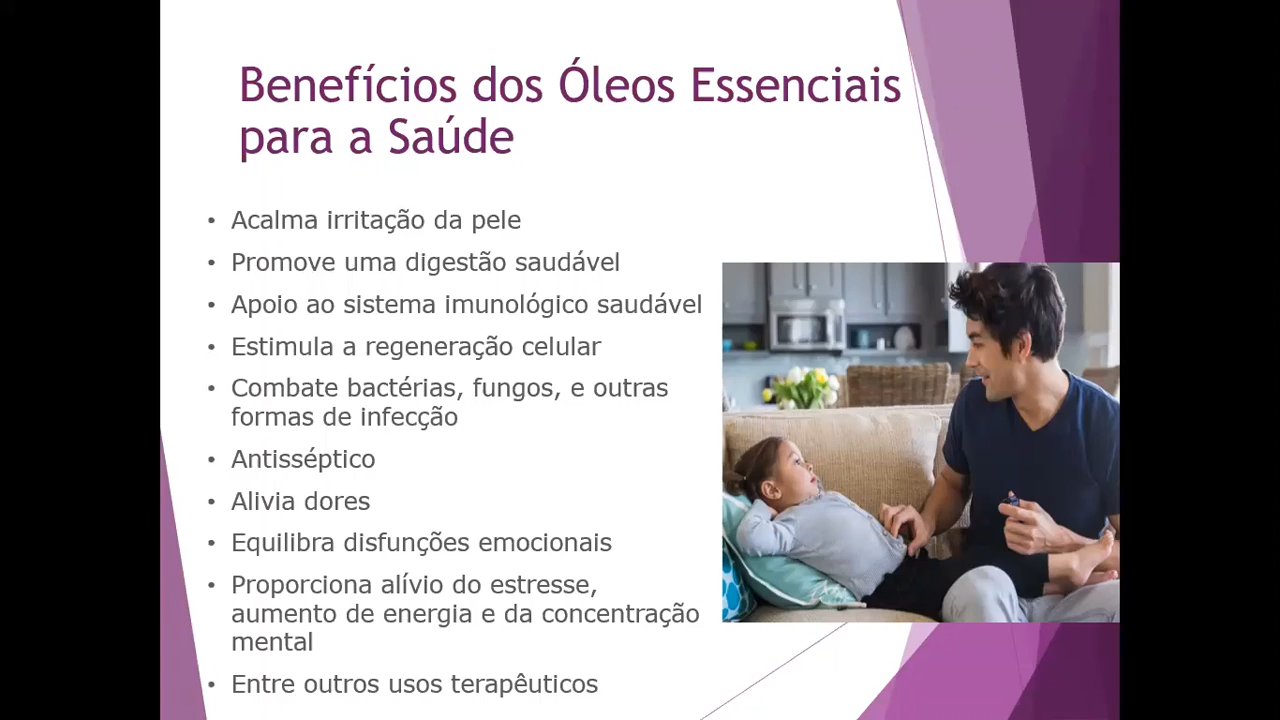 Benefícios dos Óleos Essenciais
para a Saúde
• Acalma irritação da pele
• Promove uma digestão saudável
• Apoio ao sistema imunológico saudável
• Estimula a regeneração celular
• Combate bactérias, fungos, e outras
formas de infecção
• Antisséptico
• Alivia dores
• Equilibra disfunções emocionais
• Proporciona alívio do estresse,
aumento de energia e da concentração
mental
• Entre outros usos terapêuticos